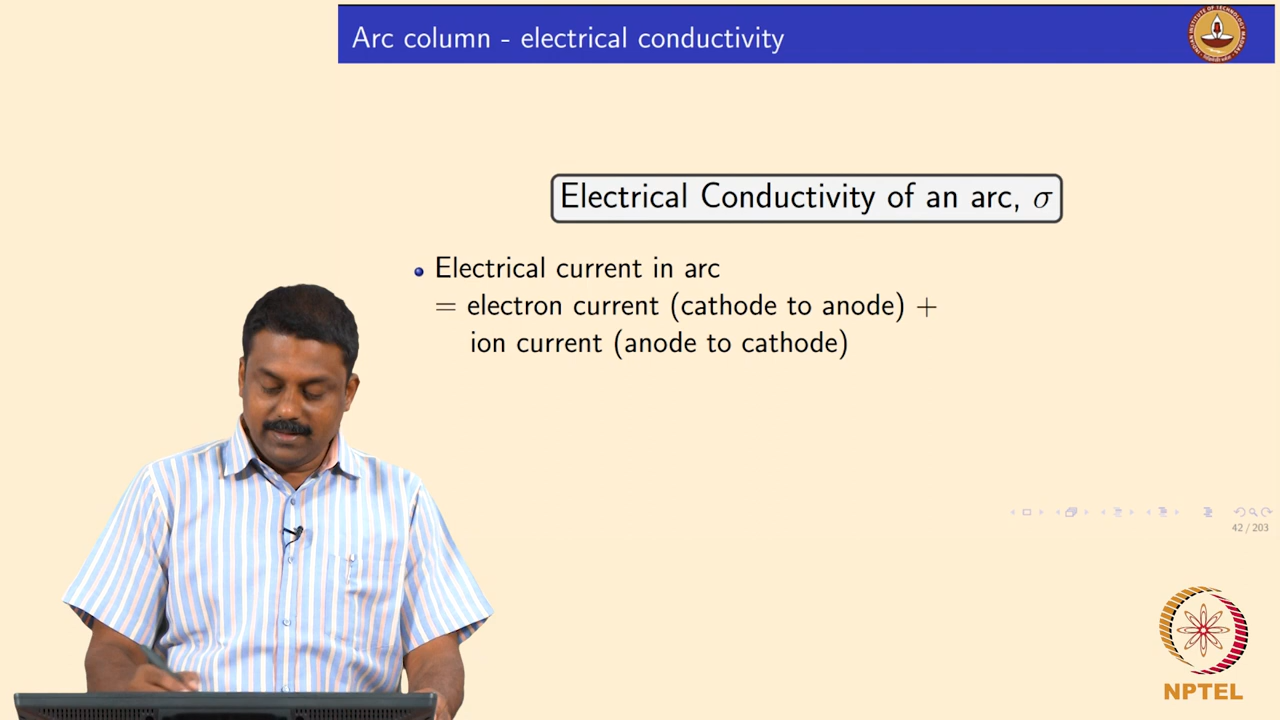 Arc column - electrical conductivity
Electrical Conductivity of an arc, σ
Electrical current in arc
= electron current (cathode to anode) +
ion current (anode to cathode)
42 / 203
NPTEL